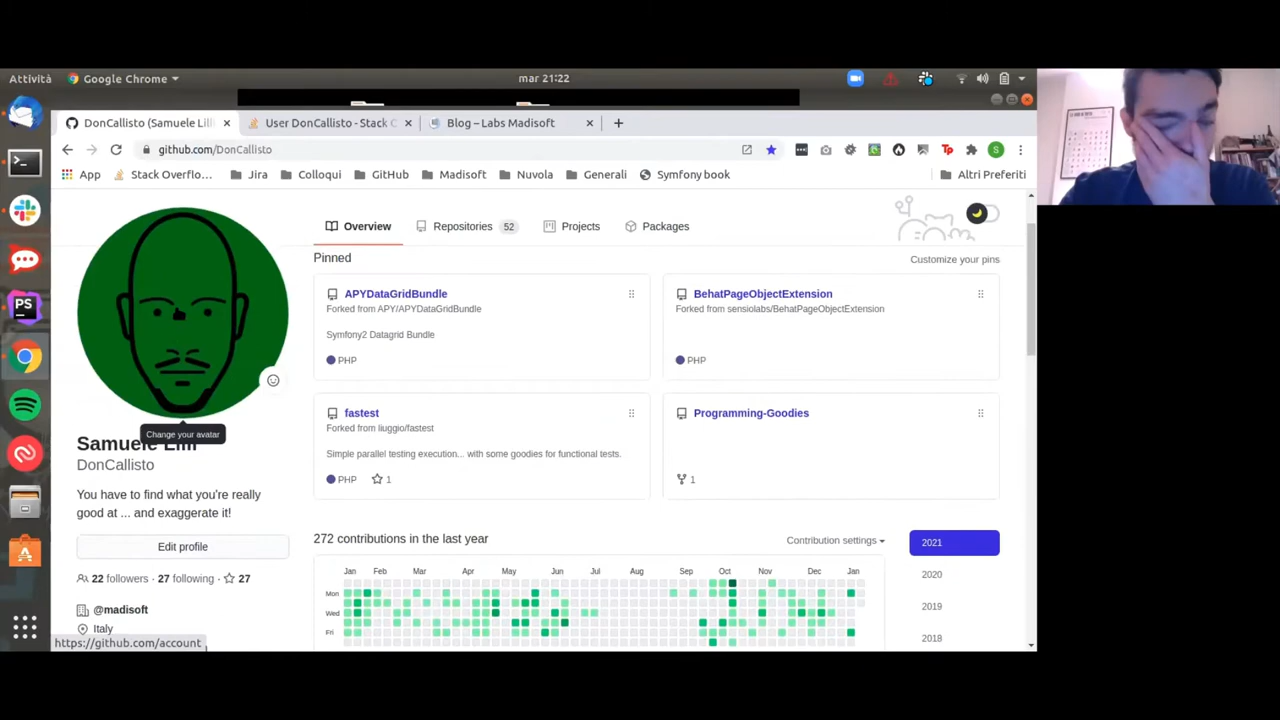 Attività
Google Chrome
mar 21:22
DonCallisto (Samuele Lill
User DonCallisto - Stack O
Blog – Labs Madisoft
github.com/DonCallisto
App
Stack Overflo...
Jira
Colloqui
GitHub
Madisoft
Nuvola
Generali
Symfony book
Altri Preferiti
Overview
Repositories 52
Projects
Packages
Pinned
Customize your pins
APYDataGridBundle
Forked from APY/APYDataGridBundle
Symfony2 Datagrid Bundle
PHP
BehatPageObjectExtension
Forked from sensiolabs/BehatPageObjectExtension
PHP
fastest
Forked from liuggio/fastest
Simple parallel testing execution... with some goodies for functional tests.
PHP 1
Programming-Goodies
1
Change your avatar
Samuele
DonCallisto
You have to find what you're really
good at ... and exaggerate it!
Edit profile
22 followers · 27 following · 27
@madisoft
Italy
https://github.com/account
272 contributions in the last year
Contribution settings
Jan Feb Mar Apr May Jun Jul Aug Sep Oct Nov Dec Jan
Mon
Wed
Fri
2021
2020
2019
2018
PS
S
Tp